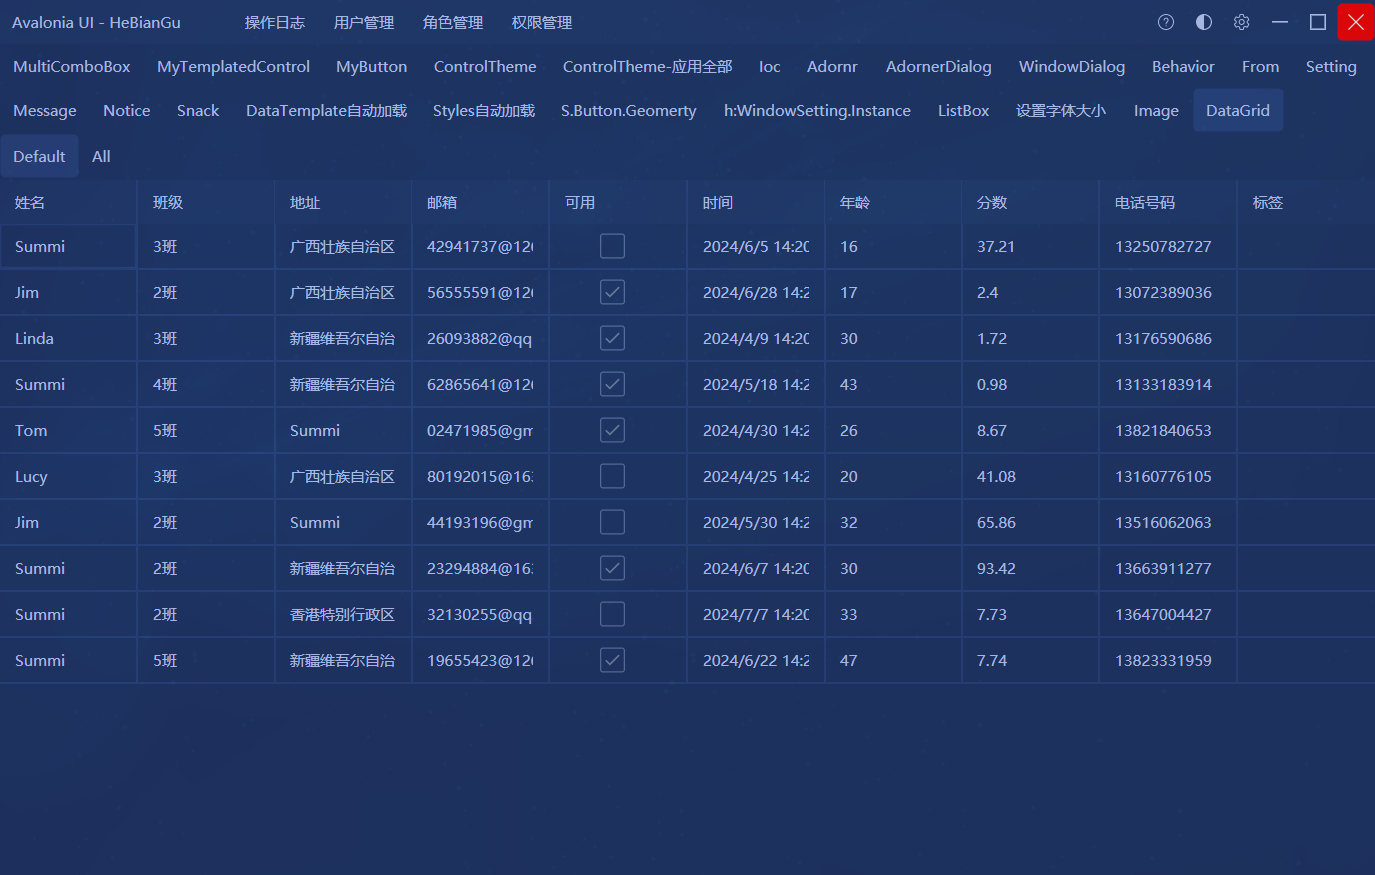 Avalonia UI - HeBianGu 操作日志 用户管理 角色管理 权限管理
MultiComboBox MyTemplatedControl MyButton ControlTheme ControlTheme-应用全部 Ioc Adornr AdornerDialog WindowDialog Behavior From Setting
Message Notice Snack DataTemplate自动加载 Styles自动加载 S.Button.Geomerty h:WindowSetting.Instance ListBox 设置字体大小 Image DataGrid
Default All
姓名 班级 地址 邮箱 可用 时间 年龄 分数 电话号码 标签
Summi 3班 广西壮族自治区 42941737@126 2024/6/5 14:20 16 37.21 13250782727
Jim 2班 广西壮族自治区 56555591@126 2024/6/28 14:2 17 2.4 13072389036
Linda 3班 新疆维吾尔自治 26093882@qq 2024/4/9 14:20 30 1.72 13176590686
Summi 4班 新疆维吾尔自治 62865641@126 2024/5/18 14:2 43 0.98 13133183914
Tom 5班 Summi 02471985@gm 2024/4/30 14:2 26 8.67 13821840653
Lucy 3班 广西壮族自治区 80192015@163 2024/4/25 14:2 20 41.08 13160776105
Jim 2班 Summi 44193196@gm 2024/5/30 14:2 32 65.86 13516062063
Summi 2班 新疆维吾尔自治 23294884@163 2024/6/7 14:20 30 93.42 13663911277
Summi 2班 香港特别行政区 32130255@qq 2024/7/7 14:20 33 7.73 13647004427
Summi 5班 新疆维吾尔自治 19655423@126 2024/6/22 14:2 47 7.74 13823331959